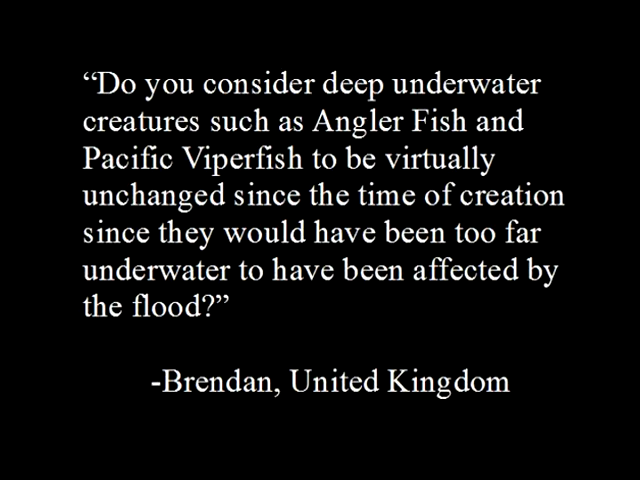 “Do you consider deep underwater
creatures such as Angler Fish and
Pacific Viperfish to be virtually
unchanged since the time of creation
since they would have been too far
underwater to have been affected by
the flood?”
-Brendan, United Kingdom